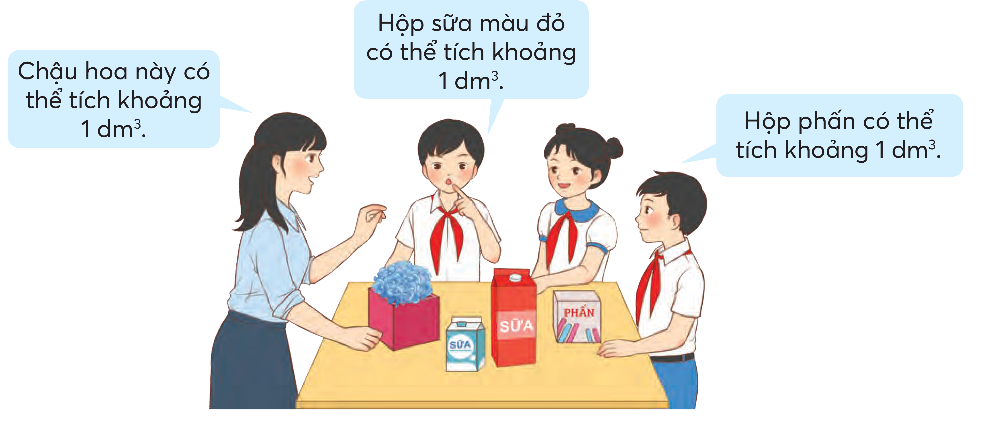 Chậu hoa này có
thể tích khoảng
1 dm³.
Hộp sữa màu đỏ
có thể tích khoảng
1 dm³.
Hộp phấn có thể
tích khoảng 1 dm³.
SỮA
SỮA
PHẤN